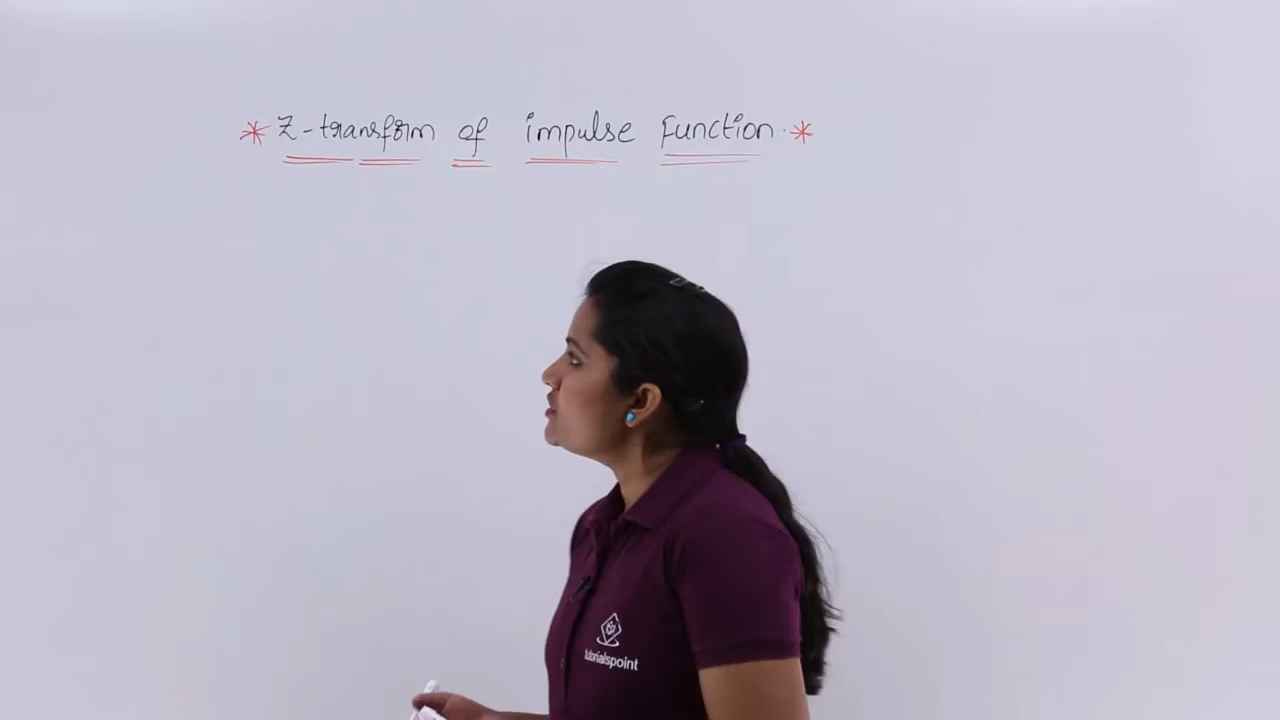 * Z-transform of impulse Function. *
tutorialspoint